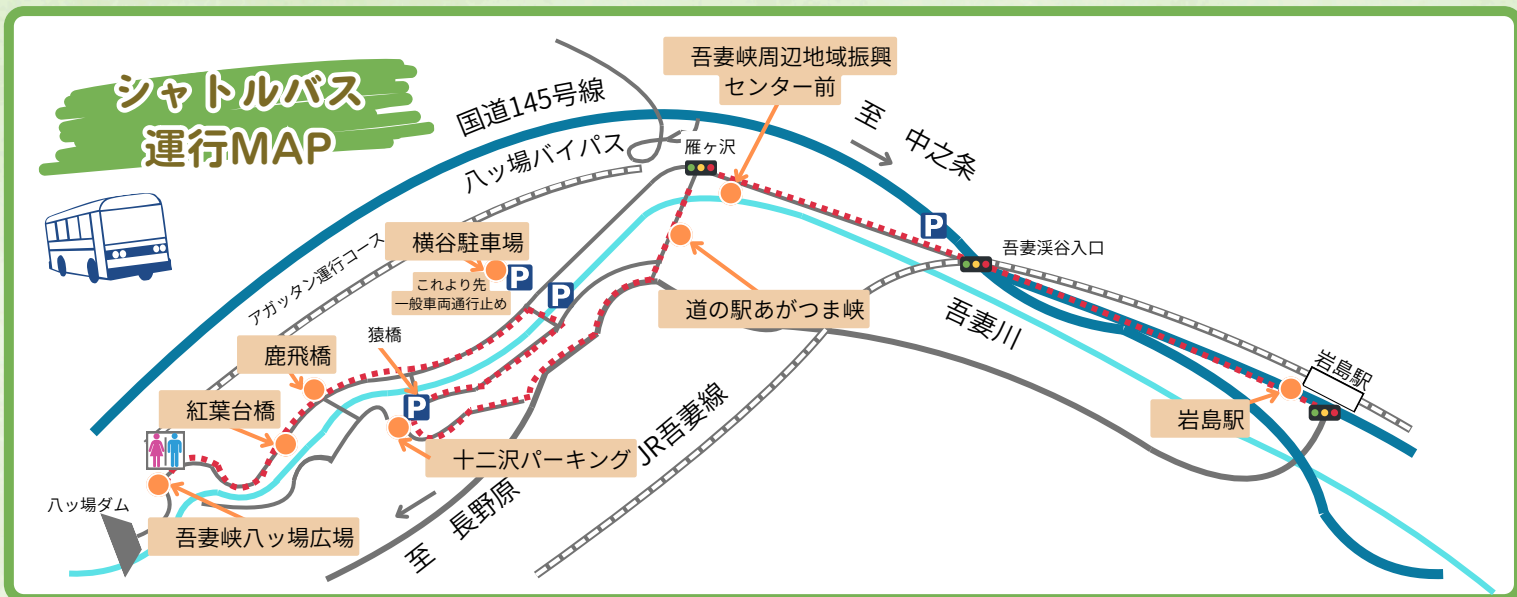 シャトルバス
運行MAP
国道145号線
八ッ場バイパス
吾妻峡周辺地域振興
センター前
至 中之条
雁ヶ沢
P
吾妻渓谷入口
アガッタン運行コース
横谷駐車場
P
これより先
一般車両通行止め
P
道の駅あがつま峡
吾妻川
猿橋
鹿飛橋
岩島駅
紅葉台橋
P
岩島駅
十二沢パーキング
JR吾妻線
八ッ場ダム
吾妻峡八ッ場広場
至 長野原